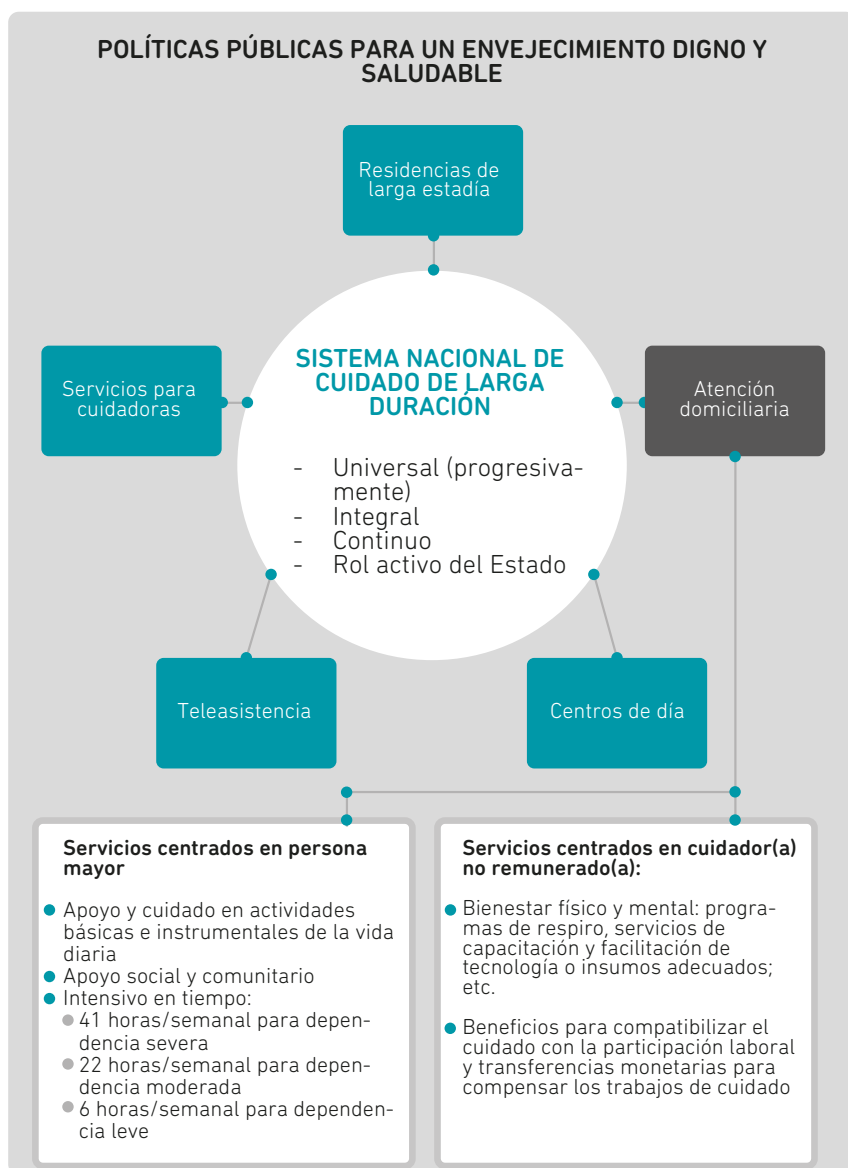 POLÍTICAS PÚBLICAS PARA UN ENVEJECIMIENTO DIGNO Y
SALUDABLE
Residencias de
larga estadía
Servicios para
cuidadoras
SISTEMA NACIONAL DE
CUIDADO DE LARGA
DURACIÓN
- Universal (progresiva-
mente)
- Integral
- Continuo
- Rol activo del Estado
Atención
domiciliaria
Teleasistencia
Centros de día
Servicios centrados en persona
mayor
Apoyo y cuidado en actividades
básicas e instrumentales de la vida
diaria
Apoyo social y comunitario
Intensivo en tiempo:
41 horas/semanal para depen-
dencia severa
22 horas/semanal para depen-
dencia moderada
6 horas/semanal para dependen-
cia leve
Servicios centrados en cuidador(a)
no remunerado(a):
Bienestar físico y mental: progra-
mas de respiro, servicios de
capacitación y facilitación de
tecnología o insumos adecuados;
etc.
Beneficios para compatibilizar el
cuidado con la participación laboral
y transferencias monetarias para
compensar los trabajos de cuidado